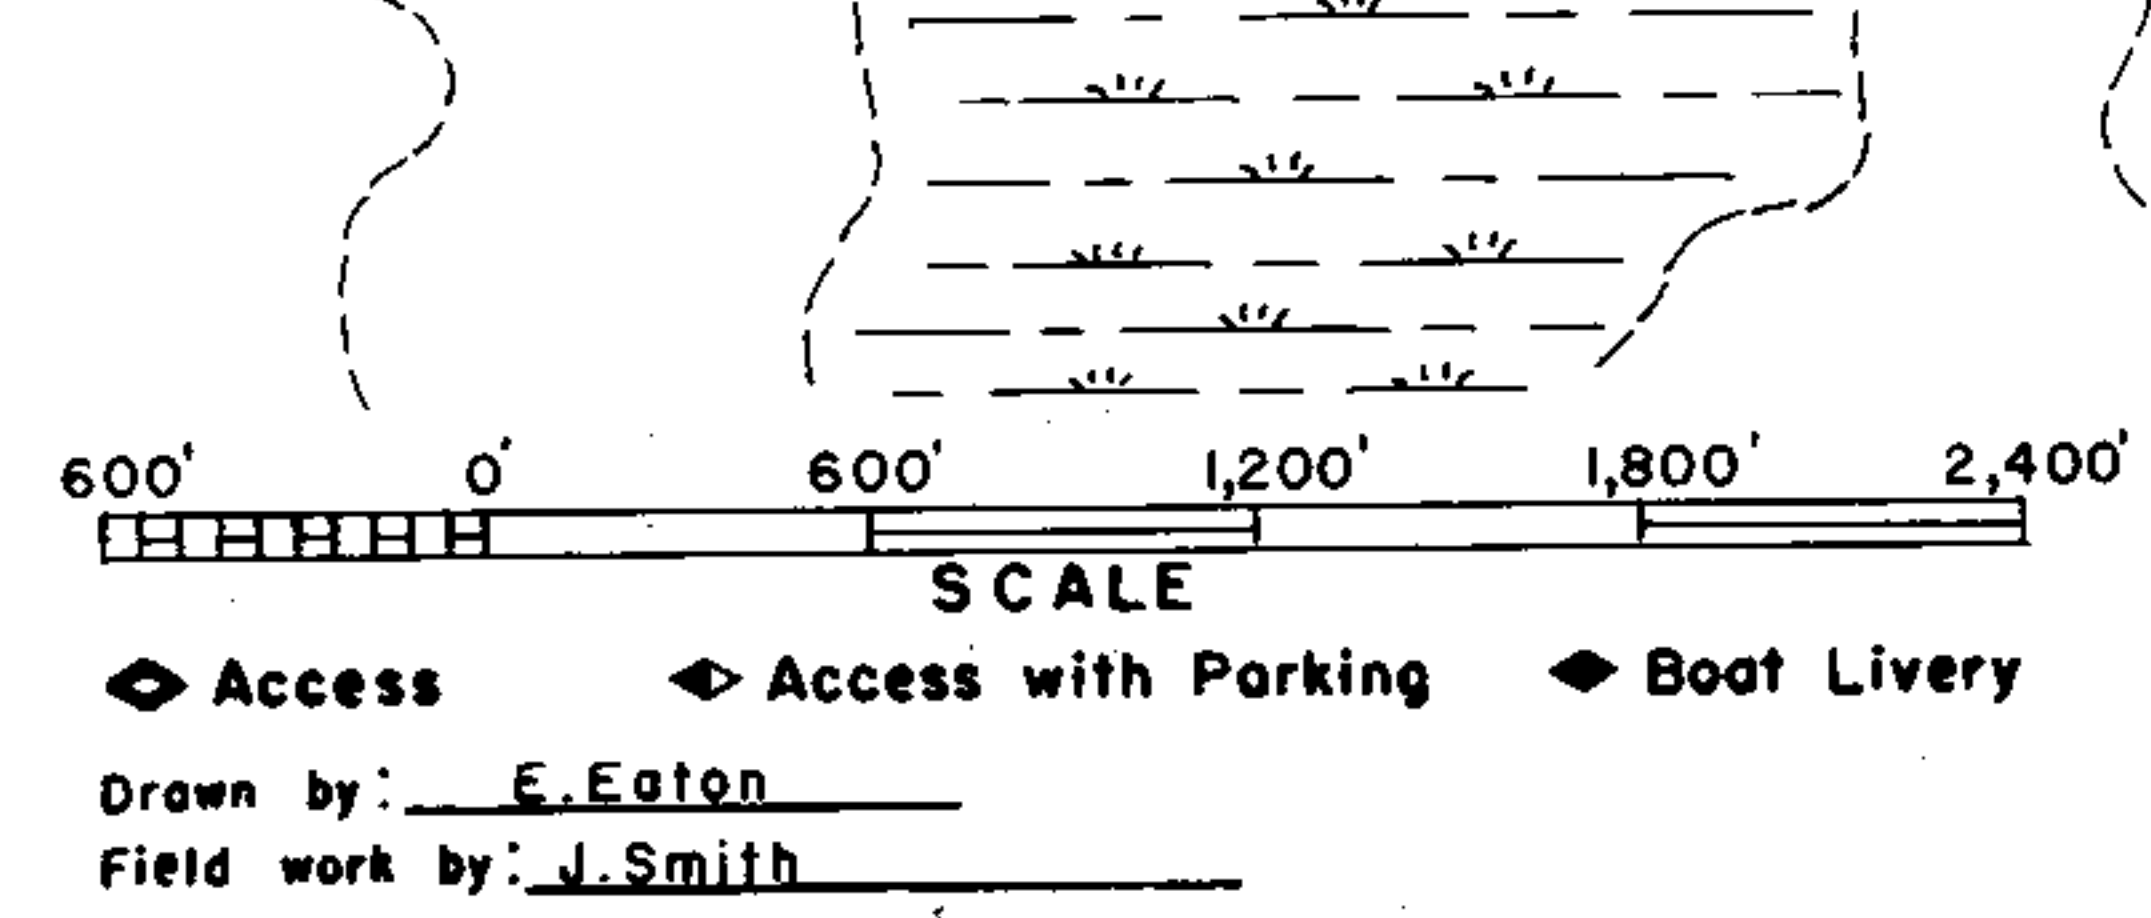 600' 0' 600' 1,200' 1,800' 2,400'
SCALE
Access Access with Parking Boat Livery
Drawn by: E.Eaton
Field work by: J.Smith